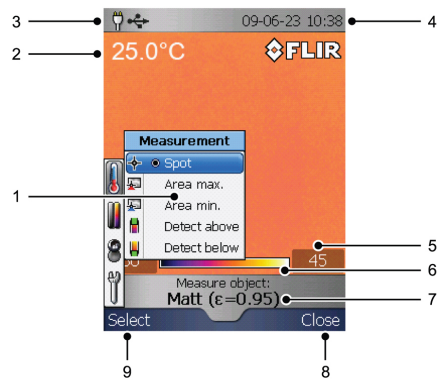 3
09-06-23 10:38
4
2
25.0°C
FLIR
Measurement
Spot
1
Area max.
Area min.
Detect above
Detect below
5
45
6
Measure object:
Matt (ε=0.95)
7
Select
Close
9
8